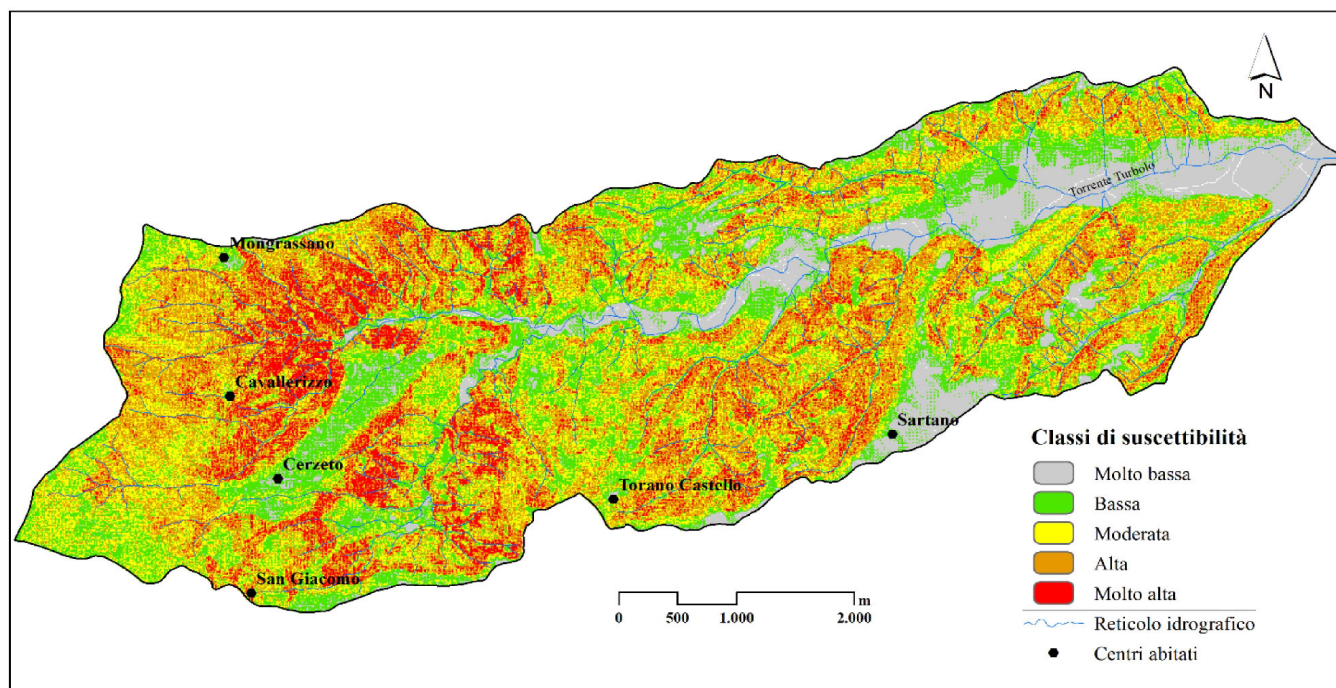 N
Torrente Turbolo
Mongrassano
Cavallerizzo
Cerzeto
San Giacomo
Torano Castello
Sartano
Classi di suscettibilità
Molto bassa
Bassa
Moderata
Alta
Molto alta
Reticolo idrografico
Centri abitati
0 500 1.000 2.000 m